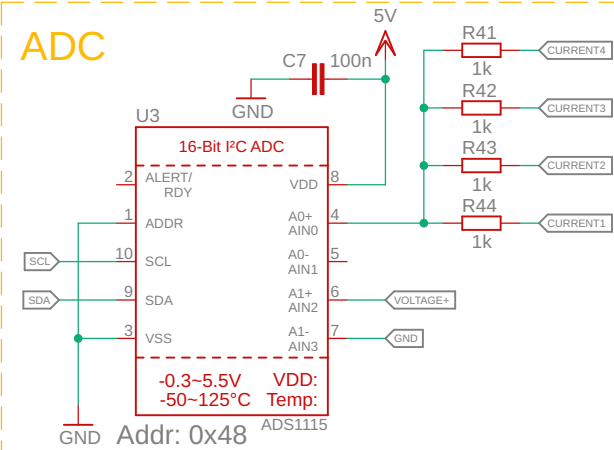 ADC
5V
C7
100n
GND
R41
1k
CURRENT4
R42
1k
CURRENT3
R43
1k
CURRENT2
R44
1k
CURRENT1
U3
16-Bit I²C ADC
2
ALERT/
RDY
1
ADDR
10
SCL
SCL
9
SDA
SDA
3
VSS
VDD
8
A0+
AIN0
4
A0-
AIN1
5
A1+
AIN2
6
VOLTAGE+
A1-
AIN3
7
GND
-0.3~5.5V VDD:
-50~125°C Temp:
ADS1115
GND
Addr: 0x48